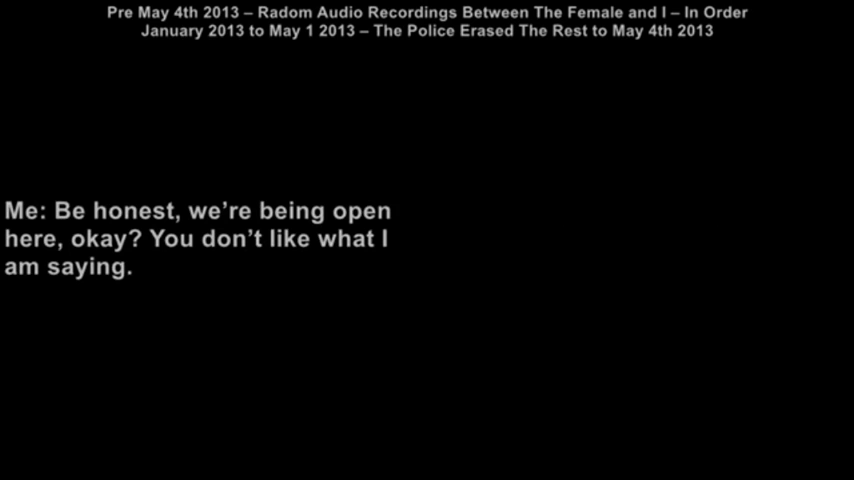 Pre May 4th 2013 – Radom Audio Recordings Between The Female and I – In Order
January 2013 to May 1 2013 – The Police Erased The Rest to May 4th 2013
Me: Be honest, we’re being open
here, okay? You don’t like what I
am saying.